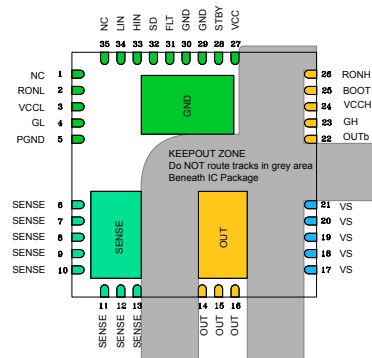 NC LIN HIN SD FLT GND GND STBY VCC
35 34 33 32 31 30 29 28 27
NC 1
RONL 2
VCCL 3
GL 4
PGND 5
26 RONH
25 BOOT
24 VCCH
23 GH
22 OUTb
GND
KEEPOUT ZONE
Do NOT route tracks in grey area
Beneath IC Package
SENSE 6
SENSE 7
SENSE 8
SENSE 9
SENSE 10
SENSE
OUT
21 VS
20 VS
19 VS
18 VS
17 VS
11 12 13 14 15 16
SENSE SENSE SENSE OUT OUT OUT